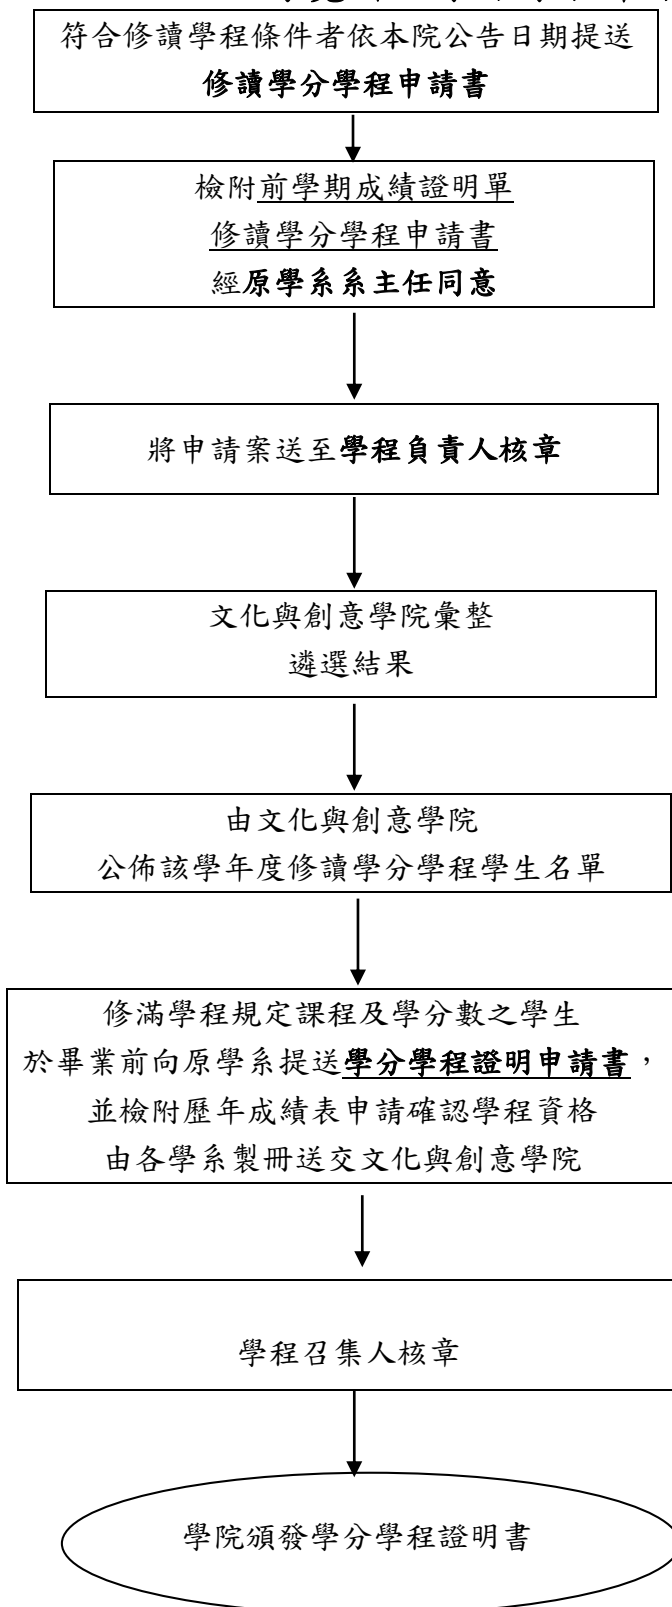 符合修讀學程條件者依本院公告日期提送
修讀學分學程申請書
檢附前學期成績證明單
修讀學分學程申請書
經原學系系主任同意
將申請案送至學程負責人核章
文化與創意學院彙整
遴選結果
由文化與創意學院
公佈該學年度修讀學分學程學生名單
修滿學程規定課程及學分數之學生
於畢業前向原學系提送學分學程證明申請書，
並檢附歷年成績表申請確認學程資格
由各學系製冊送交文化與創意學院
學程召集人核章
學院頒發學分學程證明書